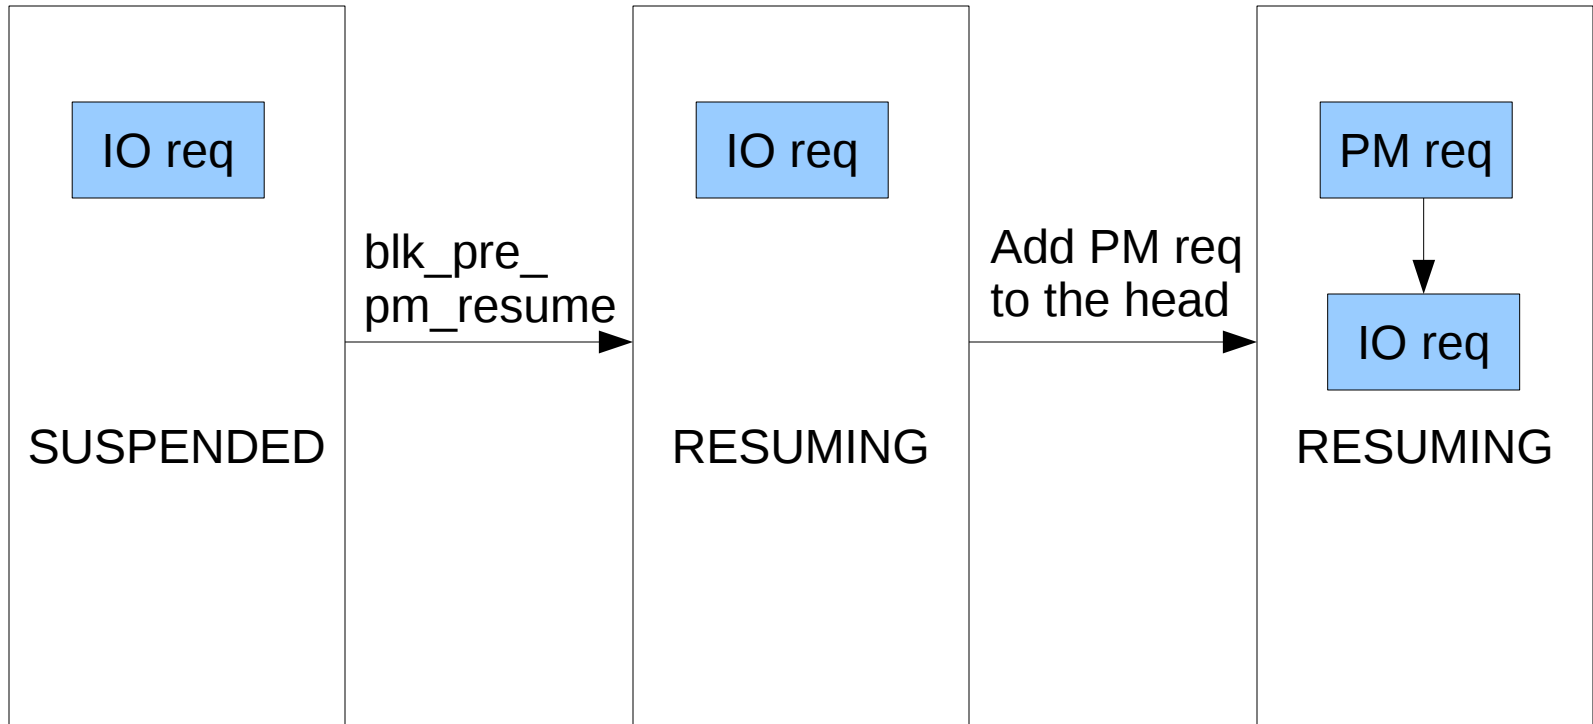 IO req
SUSPENDED
blk_pre_
pm_resume
IO req
RESUMING
Add PM req
to the head
PM req
IO req
RESUMING